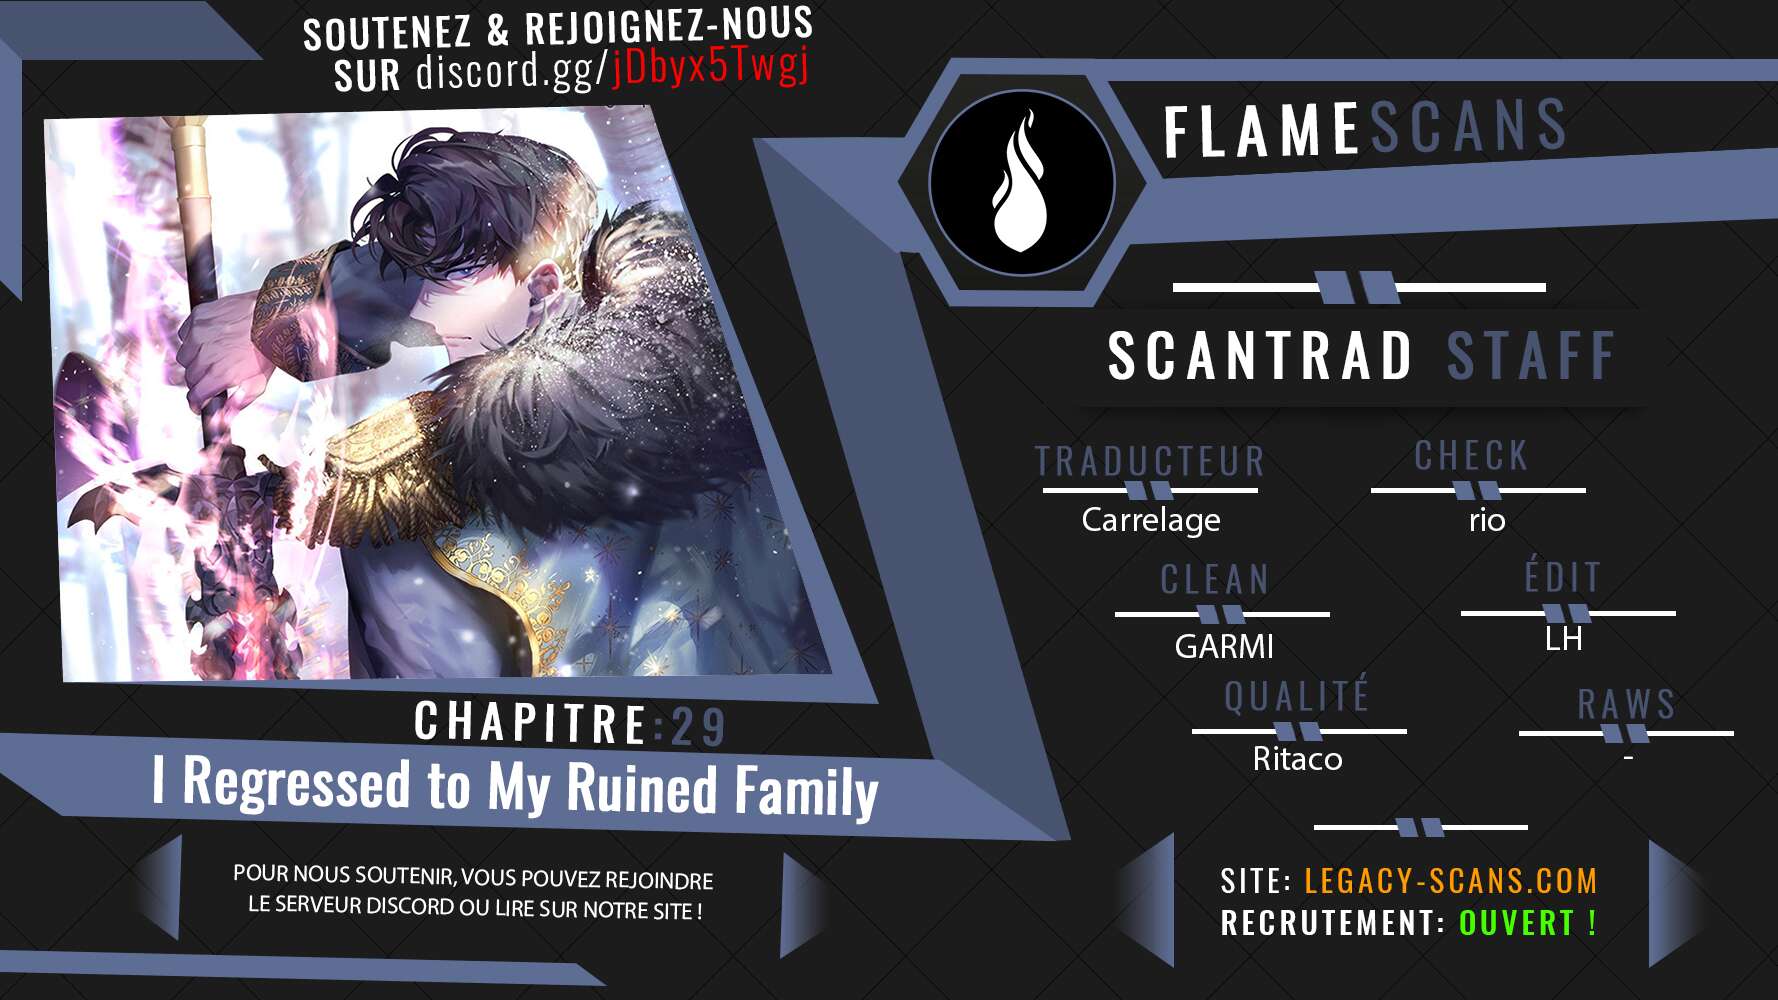 SOUTENEZ & REJOIGNEZ-NOUS
SUR discord.gg/jDbyx5Twgj
CHAPITRE:29
I Regressed to My Ruined Family
POUR NOUS SOUTENIR, VOUS POUVEZ REJOINDRE
LE SERVEUR DISCORD OU LIRE SUR NOTRE SITE !
FLAMESCANS
SCANTRAD STAFF
TRADUCTEUR
Carrelage
CHECK
rio
CLEAN
GARMI
ÉDIT
LH
QUALITÉ
Ritaco
RAWS
-
SITE: LEGACY-SCANS.COM
RECRUTEMENT: OUVERT !